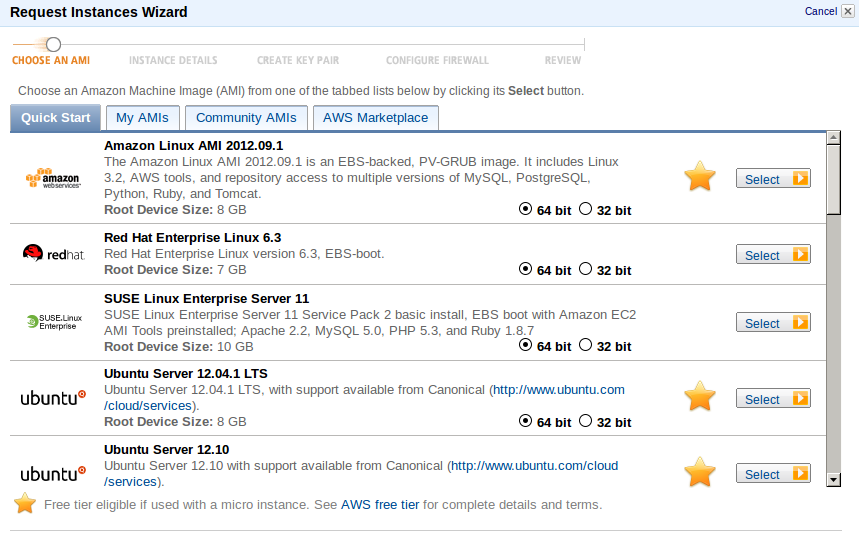 Request Instances Wizard
Cancel
CHOOSE AN AMI INSTANCE DETAILS CREATE KEY PAIR CONFIGURE FIREWALL REVIEW
Choose an Amazon Machine Image (AMI) from one of the tabbed lists below by clicking its Select button.
Quick Start My AMIs Community AMIs AWS Marketplace
Amazon Linux AMI 2012.09.1
The Amazon Linux AMI 2012.09.1 is an EBS-backed, PV-GRUB image. It includes Linux
3.2, AWS tools, and repository access to multiple versions of MySQL, PostgreSQL,
Python, Ruby, and Tomcat.
Root Device Size: 8 GB
64 bit 32 bit
amazon
webservices™
Select
Red Hat Enterprise Linux 6.3
Red Hat Enterprise Linux version 6.3, EBS-boot.
Root Device Size: 7 GB
64 bit 32 bit
redhat.
Select
SUSE Linux Enterprise Server 11
SUSE Linux Enterprise Server 11 Service Pack 2 basic install, EBS boot with Amazon EC2
AMI Tools preinstalled; Apache 2.2, MySQL 5.0, PHP 5.3, and Ruby 1.8.7
Root Device Size: 10 GB
64 bit 32 bit
SUSE.Linux
Enterprise
Select
Ubuntu Server 12.04.1 LTS
Ubuntu Server 12.04.1 LTS, with support available from Canonical (http://www.ubuntu.com
/cloud/services).
Root Device Size: 8 GB
64 bit 32 bit
ubuntu
Select
Ubuntu Server 12.10
Ubuntu Server 12.10 with support available from Canonical (http://www.ubuntu.com/cloud
/services).
ubuntu
Select
Free tier eligible if used with a micro instance. See AWS free tier for complete details and terms.